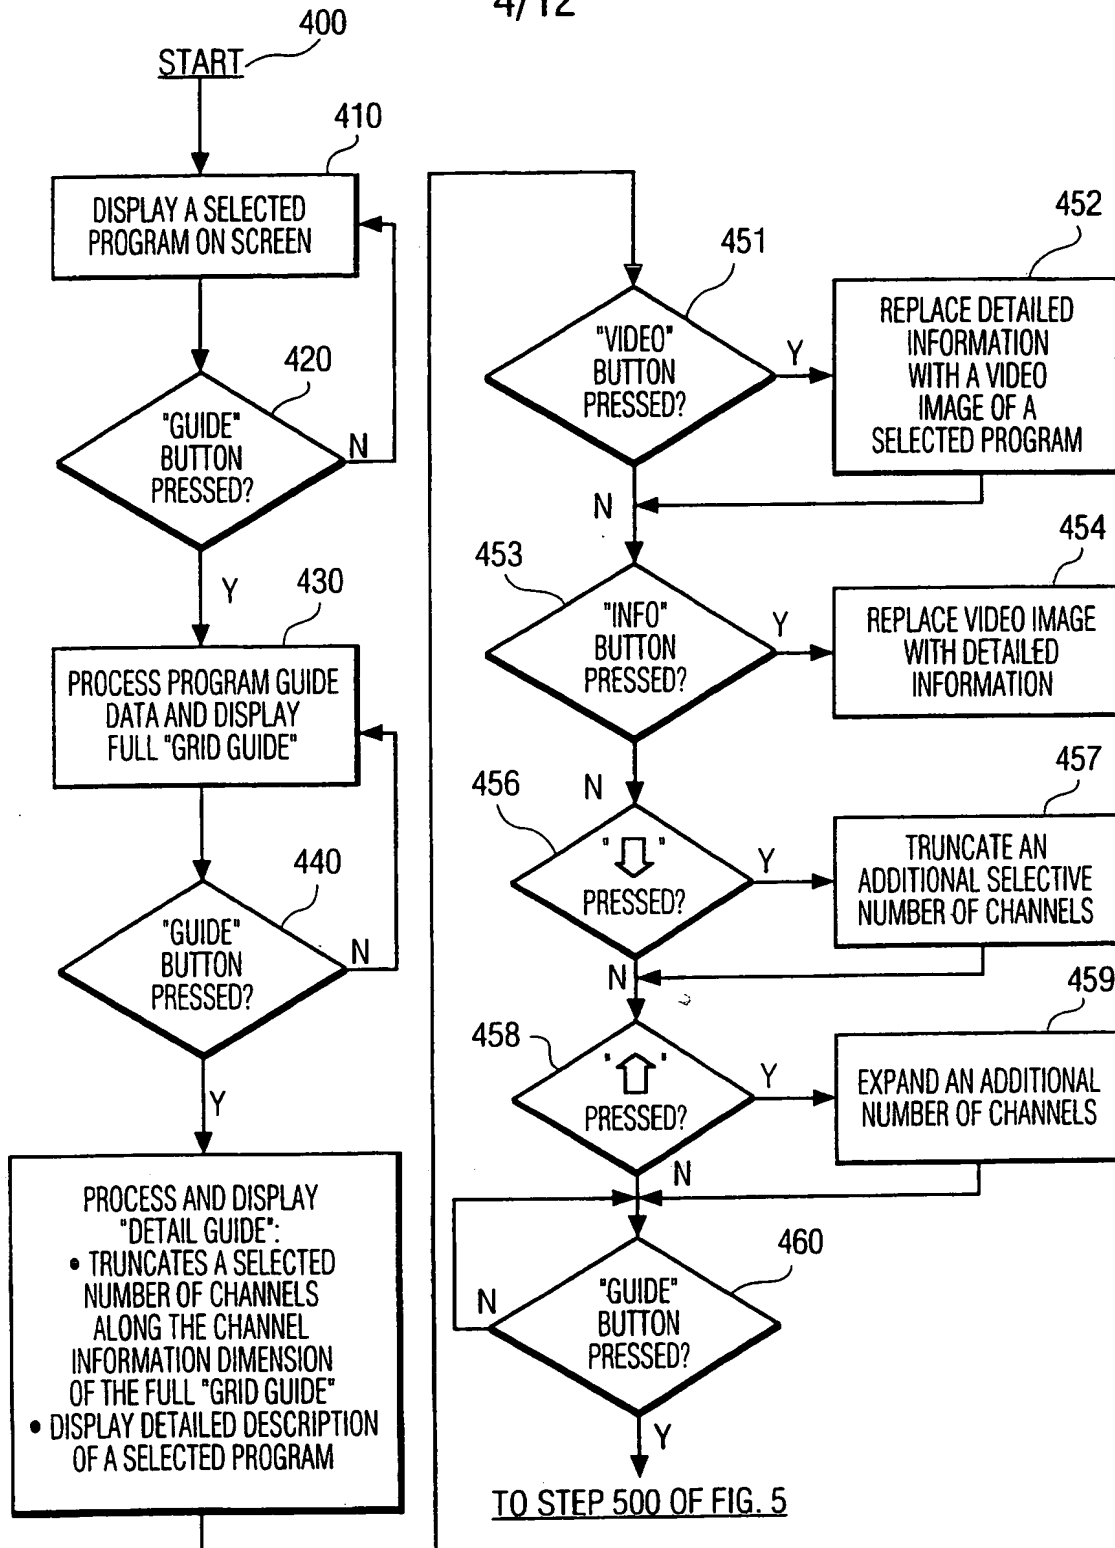 4/12
START
400
410
DISPLAY A SELECTED
PROGRAM ON SCREEN
420
"GUIDE"
BUTTON
PRESSED?
N
Y
430
PROCESS PROGRAM GUIDE
DATA AND DISPLAY
FULL "GRID GUIDE"
440
"GUIDE"
BUTTON
PRESSED?
N
Y
PROCESS AND DISPLAY
"DETAIL GUIDE":
• TRUNCATES A SELECTED
NUMBER OF CHANNELS
ALONG THE CHANNEL
INFORMATION DIMENSION
OF THE FULL "GRID GUIDE"
• DISPLAY DETAILED DESCRIPTION
OF A SELECTED PROGRAM
451
"VIDEO"
BUTTON
PRESSED?
Y
N
452
REPLACE DETAILED
INFORMATION
WITH A VIDEO
IMAGE OF A
SELECTED PROGRAM
453
"INFO"
BUTTON
PRESSED?
Y
N
454
REPLACE VIDEO IMAGE
WITH DETAILED
INFORMATION
456
"⇩"
PRESSED?
Y
N
457
TRUNCATE AN
ADDITIONAL SELECTIVE
NUMBER OF CHANNELS
458
"⇧"
PRESSED?
Y
N
459
EXPAND AN ADDITIONAL
NUMBER OF CHANNELS
460
"GUIDE"
BUTTON
PRESSED?
N
Y
TO STEP 500 OF FIG. 5